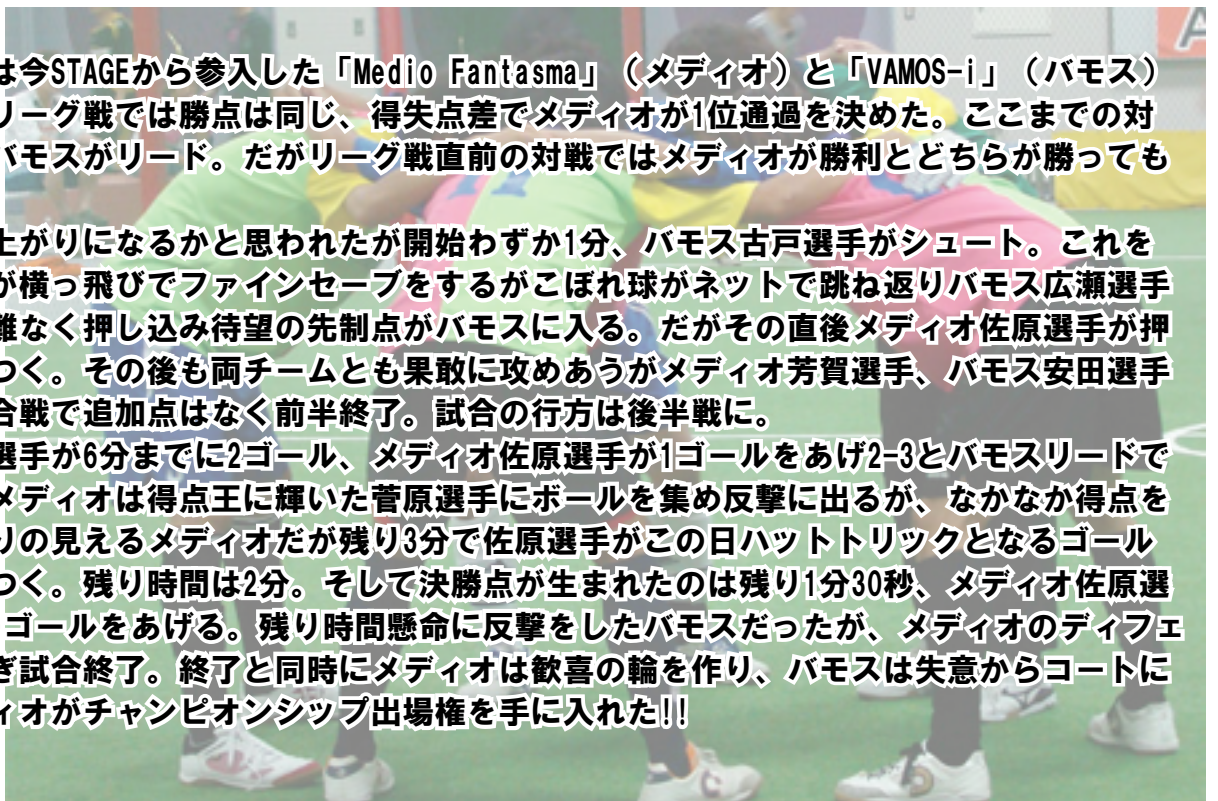 は今STAGEから参入した「Medio Fantasma」（メディオ）と「VAMOS-i」（バモス）
リーグ戦では勝点は同じ、得失点差でメディオが1位通過を決めた。ここまでの対
バモスがリード。だがリーグ戦直前の対戦ではメディオが勝利とどちらが勝っても
上がりになるかと思われたが開始わずか1分、バモス古戸選手がシュート。これを
が横っ飛びでファインセーブをするがこぼれ球がネットで跳ね返りバモス広瀬選手
難なく押し込み待望の先制点がバモスに入る。だがその直後メディオ佐原選手が押
つく。その後も両チームとも果敢に攻めあうがメディオ芳賀選手、バモス安田選手
合戦で追加点はなく前半終了。試合の行方は後半戦に。
選手が6分までに2ゴール、メディオ佐原選手が1ゴールをあげ2-3とバモスリードで
メディオは得点王に輝いた菅原選手にボールを集め反撃に出るが、なかなか得点を
りの見えるメディオだが残り3分で佐原選手がこの日ハットトリックとなるゴール
つく。残り時間は2分。そして決勝点が生まれたのは残り1分30秒、メディオ佐原選
ゴールをあげる。残り時間懸命に反撃をしたバモスだったが、メディオのディフェ
ぎ試合終了。終了と同時にメディオは歓喜の輪を作り、バモスは失意からコートに
ィオがチャンピオンシップ出場権を手に入れた!!